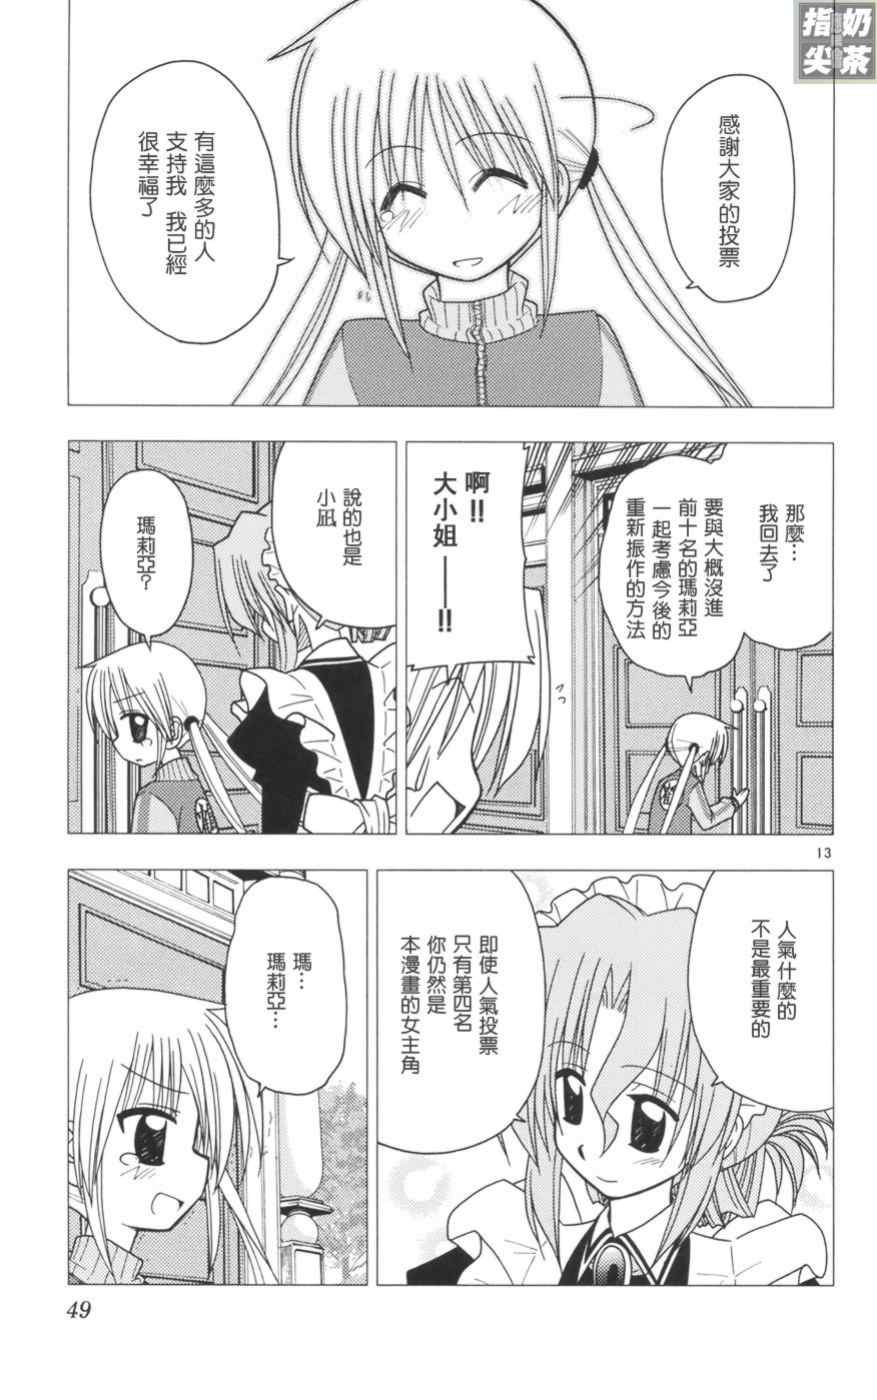 指奶
尖茶
感謝大家的投票
有這麼多的人
支持我 我已經
很幸福了
那麼…
我回去了
要與大概沒進
前十名的瑪莉亞
一起考慮今後的
重新振作的方法
啊!!
大小姐——!!
說的也是
小凪
瑪莉亞?
13
人氣什麼的
不是最重要的
即使人氣投票
只有第四名
你仍然是
本漫畫的女主角
瑪…
瑪莉亞…
49